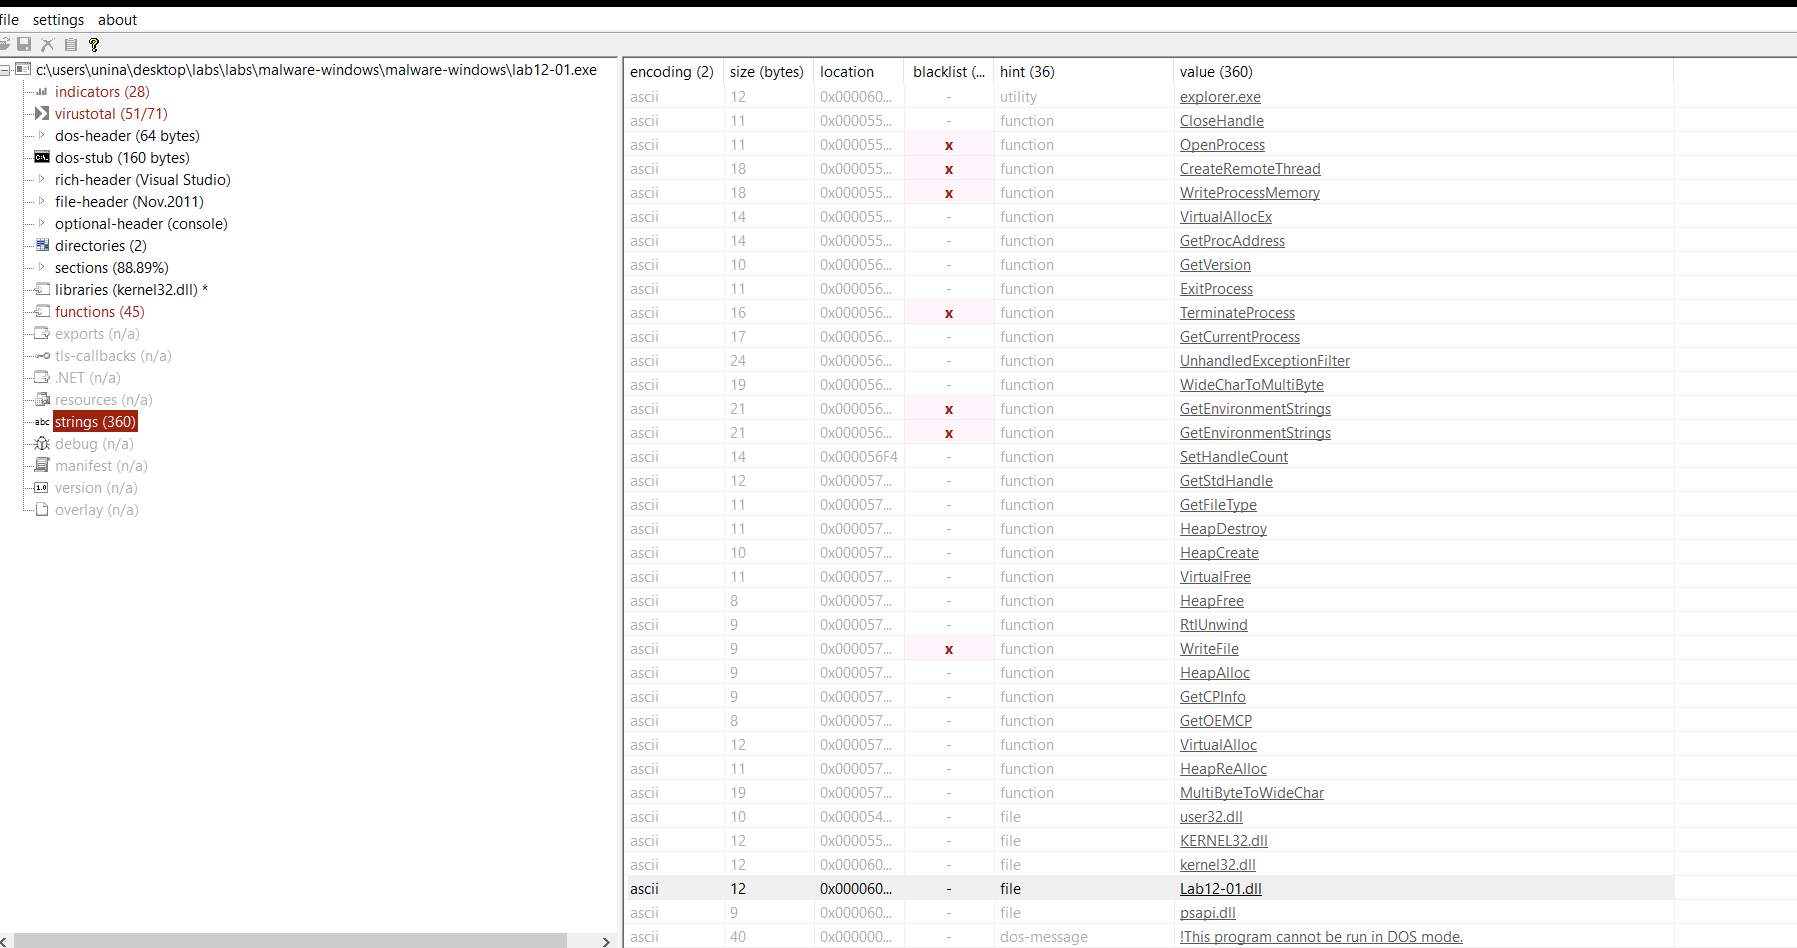 file settings about
c:\users\unina\desktop\labs\labs\malware-windows\malware-windows\lab12-01.exe
indicators (28)
virustotal (51/71)
dos-header (64 bytes)
dos-stub (160 bytes)
rich-header (Visual Studio)
file-header (Nov.2011)
optional-header (console)
directories (2)
sections (88.89%)
libraries (kernel32.dll) *
functions (45)
exports (n/a)
tls-callbacks (n/a)
.NET (n/a)
resources (n/a)
abc strings (360)
debug (n/a)
manifest (n/a)
1.0 version (n/a)
overlay (n/a)
encoding (2) size (bytes) location blacklist (... hint (36) value (360)
ascii 12 0x000060... - utility explorer.exe
ascii 11 0x000055... - function CloseHandle
ascii 11 0x000055... x function OpenProcess
ascii 18 0x000055... x function CreateRemoteThread
ascii 18 0x000055... x function WriteProcessMemory
ascii 14 0x000055... - function VirtualAllocEx
ascii 14 0x000055... - function GetProcAddress
ascii 10 0x000056... - function GetVersion
ascii 11 0x000056... - function ExitProcess
ascii 16 0x000056... x function TerminateProcess
ascii 17 0x000056... - function GetCurrentProcess
ascii 24 0x000056... - function UnhandledExceptionFilter
ascii 19 0x000056... - function WideCharToMultiByte
ascii 21 0x000056... x function GetEnvironmentStrings
ascii 21 0x000056... x function GetEnvironmentStrings
ascii 14 0x000056F4 - function SetHandleCount
ascii 12 0x000057... - function GetStdHandle
ascii 11 0x000057... - function GetFileType
ascii 11 0x000057... - function HeapDestroy
ascii 10 0x000057... - function HeapCreate
ascii 11 0x000057... - function VirtualFree
ascii 8 0x000057... - function HeapFree
ascii 9 0x000057... - function RtlUnwind
ascii 9 0x000057... x function WriteFile
ascii 9 0x000057... - function HeapAlloc
ascii 9 0x000057... - function GetCPInfo
ascii 8 0x000057... - function GetOEMCP
ascii 12 0x000057... - function VirtualAlloc
ascii 11 0x000057... - function HeapReAlloc
ascii 19 0x000057... - function MultiByteToWideChar
ascii 10 0x000054... - file user32.dll
ascii 12 0x000055... - file KERNEL32.dll
ascii 12 0x000060... - file kernel32.dll
ascii 12 0x000060... - file Lab12-01.dll
ascii 9 0x000060... - file psapi.dll
ascii 40 0x000000... - dos-message !This program cannot be run in DOS mode.